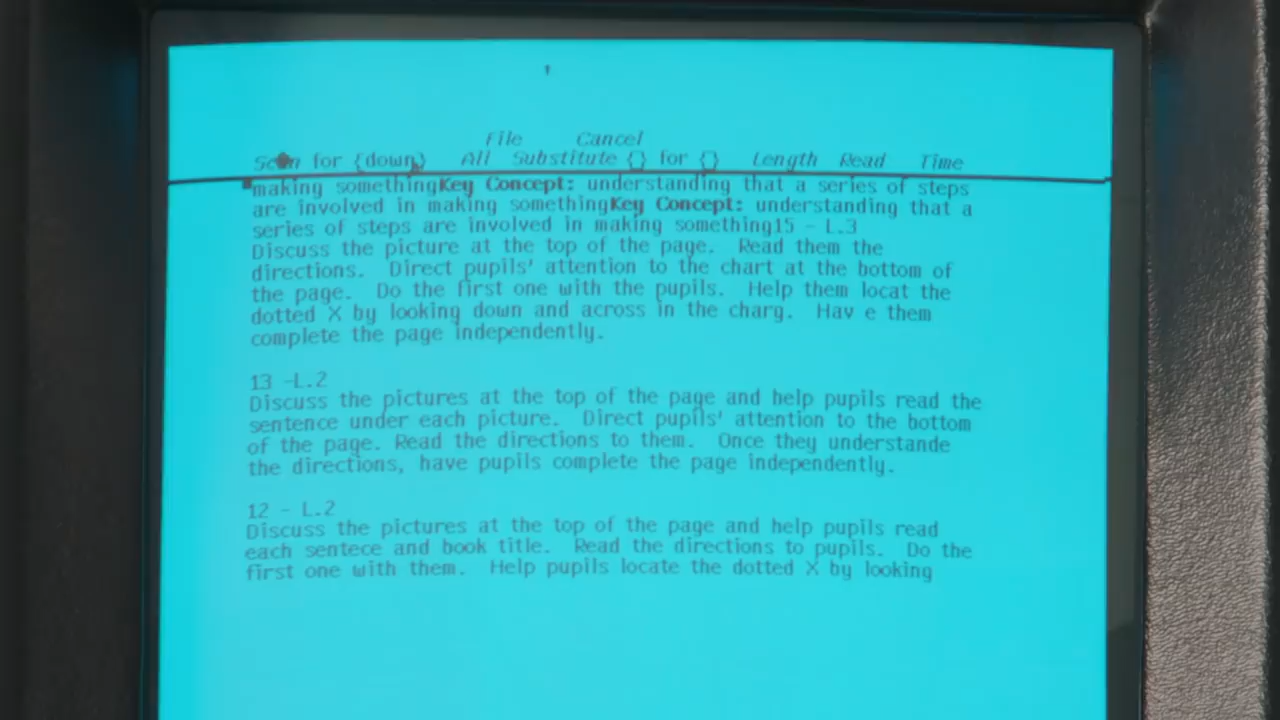 File Cancel
Scan for {down} All Substitute {} for {} Length Read Time
making somethingKey Concept: understanding that a series of steps
are involved in making somethingKey Concept: understanding that a
series of steps are involved in making something15 - L.3
Discuss the picture at the top of the page. Read them the
directions. Direct pupils' attention to the chart at the bottom of
the page. Do the first one with the pupils. Help them locat the
dotted X by looking down and across in the charg. Hav e them
complete the page independently.
13 -L.2
Discuss the pictures at the top of the page and help pupils read the
sentence under each picture. Direct pupils' attention to the bottom
of the page. Read the directions to them. Once they understande
the directions, have pupils complete the page independently.
12 - L.2
Discuss the pictures at the top of the page and help pupils read
each sentece and book title. Read the directions to pupils. Do the
first one with them. Help pupils locate the dotted X by looking